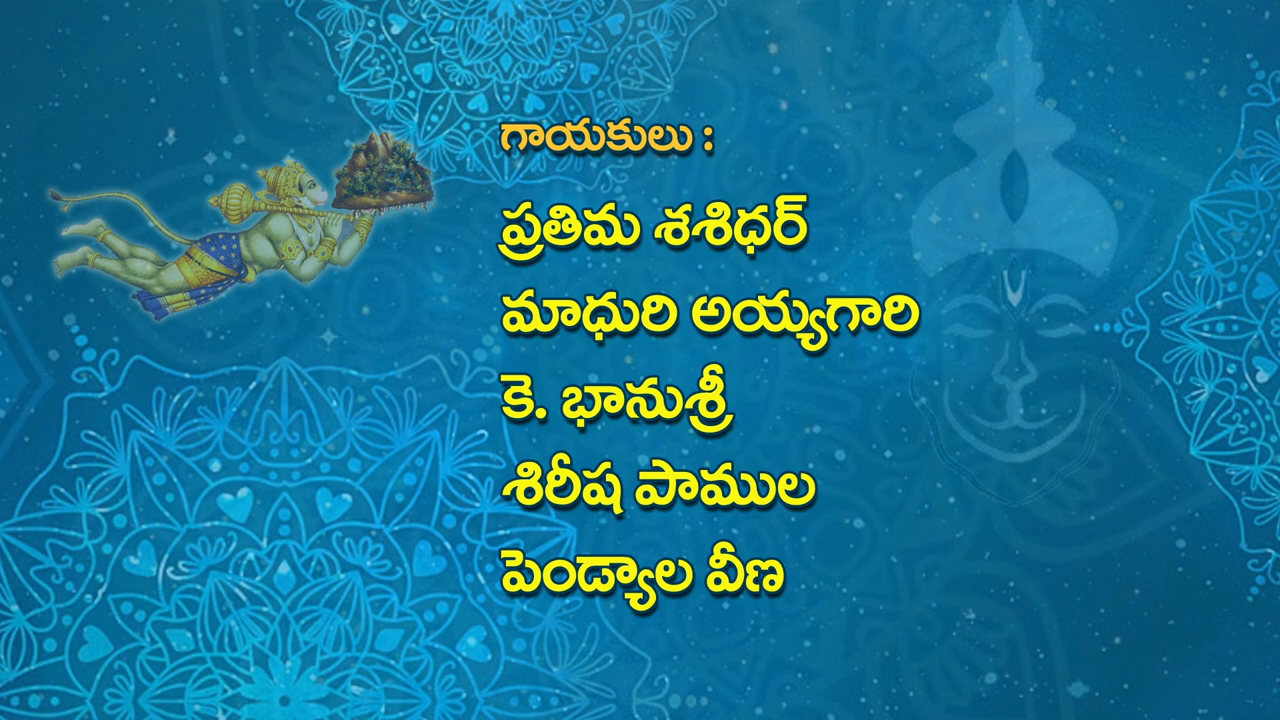 గాయకులు :
ప్రతిమ శశిధర్
మాధురి అయ్యగారి
కె. భానుశ్రీ
శిరీష పాముల
పెండ్యాల వీణ